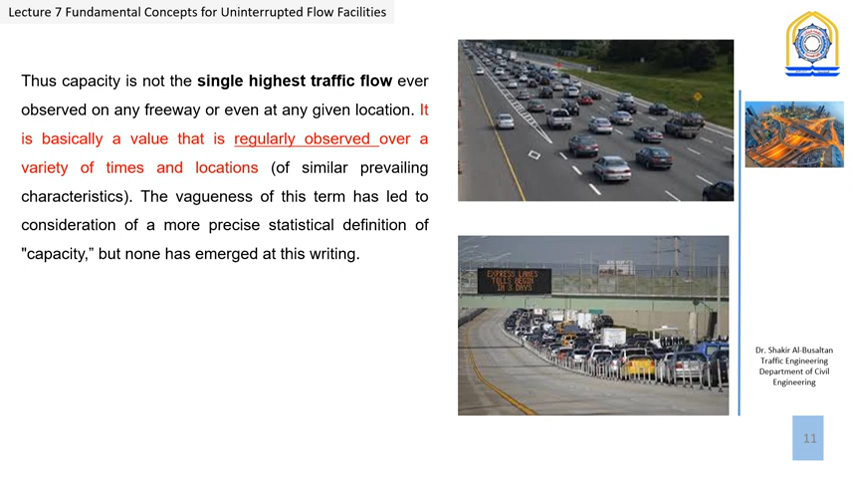 Lecture 7 Fundamental Concepts for Uninterrupted Flow Facilities
Thus capacity is not the single highest traffic flow ever
observed on any freeway or even at any given location. It
is basically a value that is regularly observed over a
variety of times and locations (of similar prevailing
characteristics). The vagueness of this term has led to
consideration of a more precise statistical definition of
"capacity,” but none has emerged at this writing.
EXPRESS LANES
TOLLS BEGIN
IN 3 DAYS
Dr. Shakir Al-Busaltan
Traffic Engineering
Department of Civil
Engineering
11